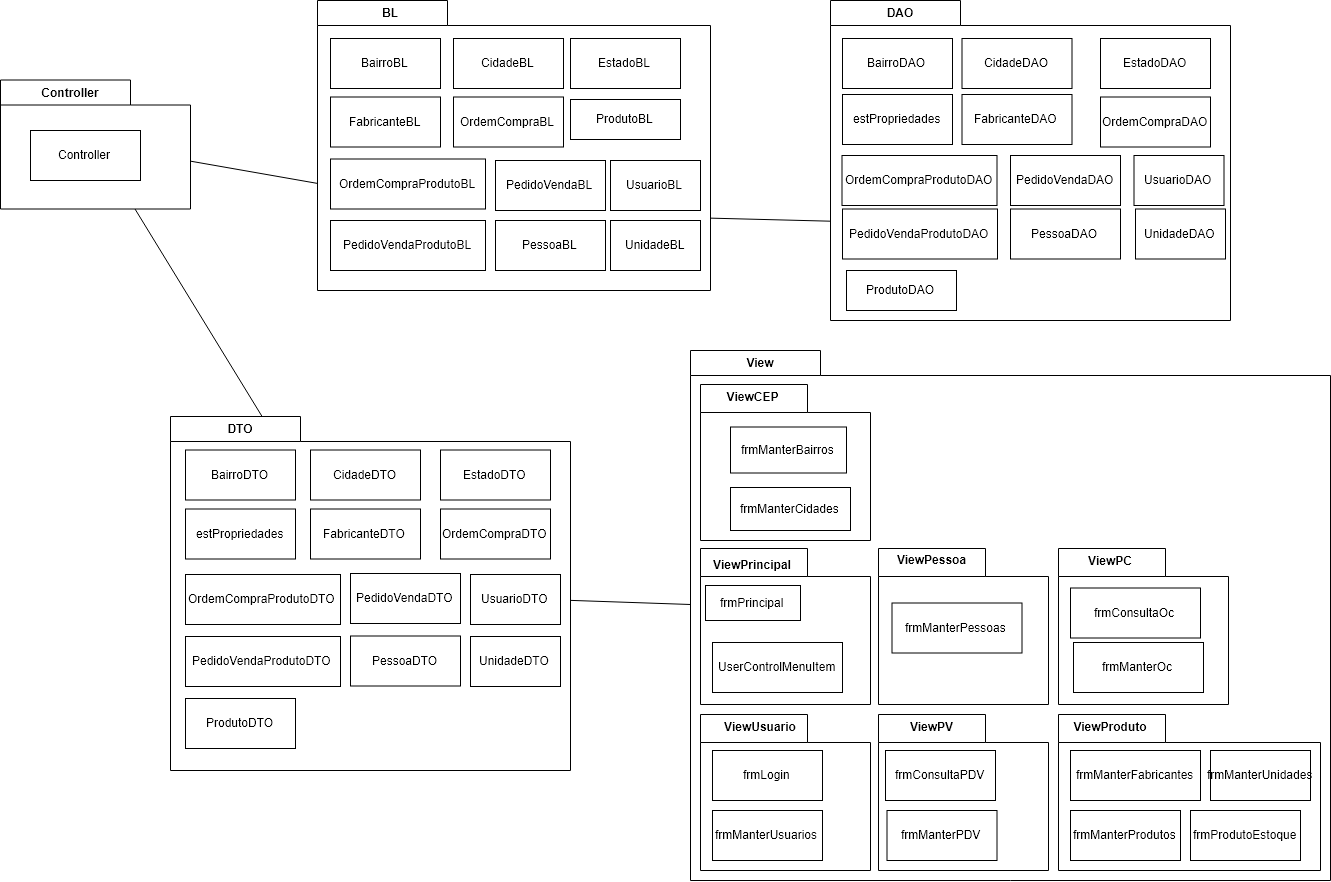 Controller
Controller
BL
BairroBL
CidadeBL
EstadoBL
FabricanteBL
OrdemCompraBL
ProdutoBL
OrdemCompraProdutoBL
PedidoVendaBL
UsuarioBL
PedidoVendaProdutoBL
PessoaBL
UnidadeBL
DAO
BairroDAO
CidadeDAO
EstadoDAO
estPropriedades
FabricanteDAO
OrdemCompraDAO
OrdemCompraProdutoDAO
PedidoVendaDAO
UsuarioDAO
PedidoVendaProdutoDAO
PessoaDAO
UnidadeDAO
ProdutoDAO
DTO
BairroDTO
CidadeDTO
EstadoDTO
estPropriedades
FabricanteDTO
OrdemCompraDTO
OrdemCompraProdutoDTO
PedidoVendaDTO
UsuarioDTO
PedidoVendaProdutoDTO
PessoaDTO
UnidadeDTO
ProdutoDTO
View
ViewCEP
frmManterBairros
frmManterCidades
ViewPrincipal
frmPrincipal
UserControlMenuItem
ViewPessoa
frmManterPessoas
ViewPC
frmConsultaOc
frmManterOc
ViewUsuario
frmLogin
frmManterUsuarios
ViewPV
frmConsultaPDV
frmManterPDV
ViewProduto
frmManterFabricantes
frmManterUnidades
frmManterProdutos
frmProdutoEstoque